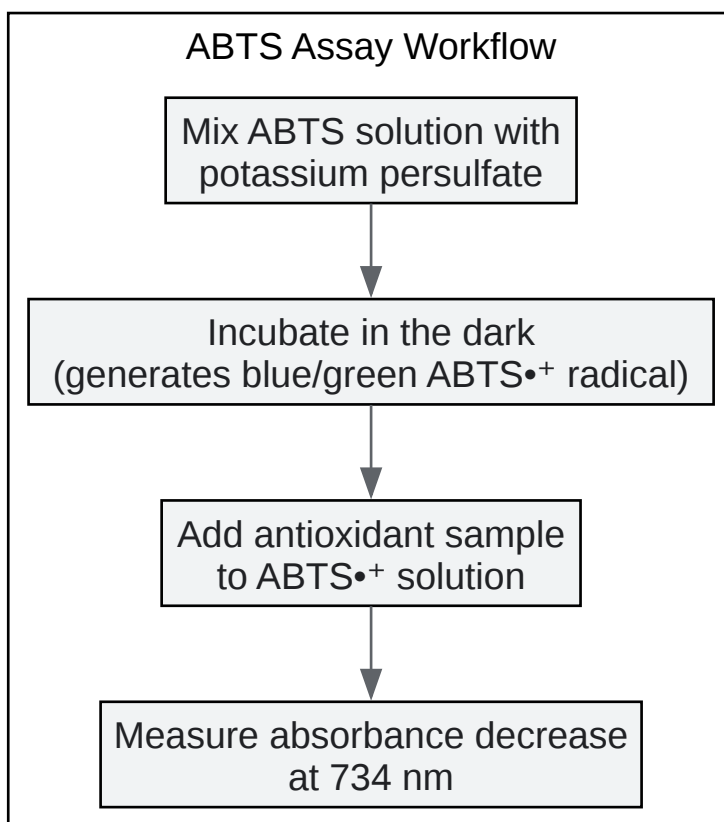 ABTS Assay Workflow
Mix ABTS solution with
potassium persulfate
Incubate in the dark
(generates blue/green ABTS•⁺ radical)
Add antioxidant sample
to ABTS•⁺ solution
Measure absorbance decrease
at 734 nm